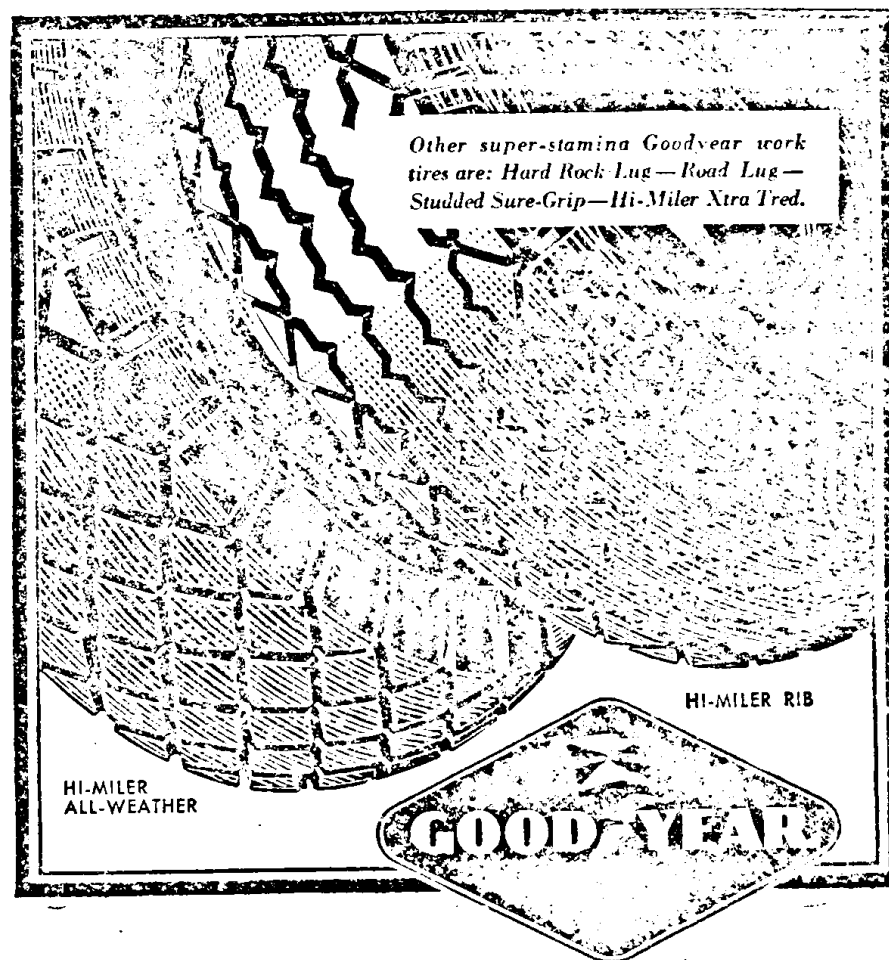 Other super-stamina Goodyear work
tires are: Hard Rock Lug—Road Lug—
Studded Sure-Grip—Hi-Miler Xtra Tred.
HI-MILER RIB
HI-MILER
ALL-WEATHER
GOOD YEAR